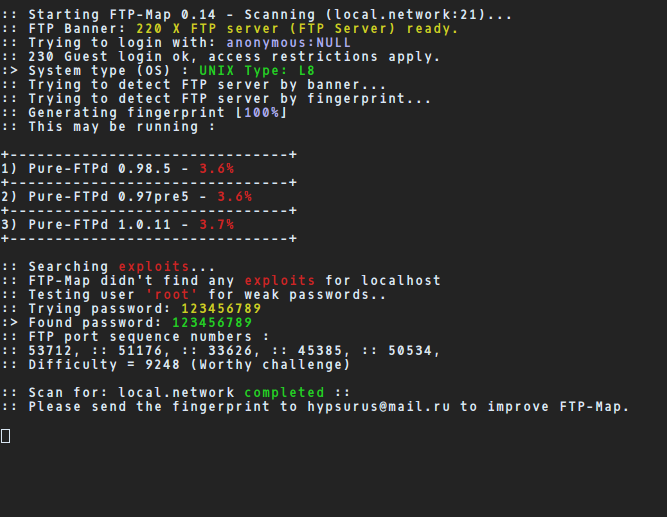 :: Starting FTP-Map 0.14 - Scanning (local.network:21)...
:: FTP Banner: 220 X FTP server (FTP Server) ready.
:: Trying to login with: anonymous:NULL
:: 230 Guest login ok, access restrictions apply.
:> System type (OS) : UNIX Type: L8
:: Trying to detect FTP server by banner...
:: Trying to detect FTP server by fingerprint...
:: Generating fingerprint [100%]
:: This may be running :
+-------------------------------+
1) Pure-FTPd 0.98.5 - 3.6%
+-------------------------------+
2) Pure-FTPd 0.97pre5 - 3.6%
+-------------------------------+
3) Pure-FTPd 1.0.11 - 3.7%
+-------------------------------+
:: Searching exploits...
:: FTP-Map didn't find any exploits for localhost
:: Testing user 'root' for weak passwords..
:: Trying password: 123456789
:> Found password: 123456789
:: FTP port sequence numbers :
:: 53712, :: 51176, :: 33626, :: 45385, :: 50534,
:: Difficulty = 9248 (Worthy challenge)
:: Scan for: local.network completed ::
:: Please send the fingerprint to hypsurus@mail.ru to improve FTP-Map.